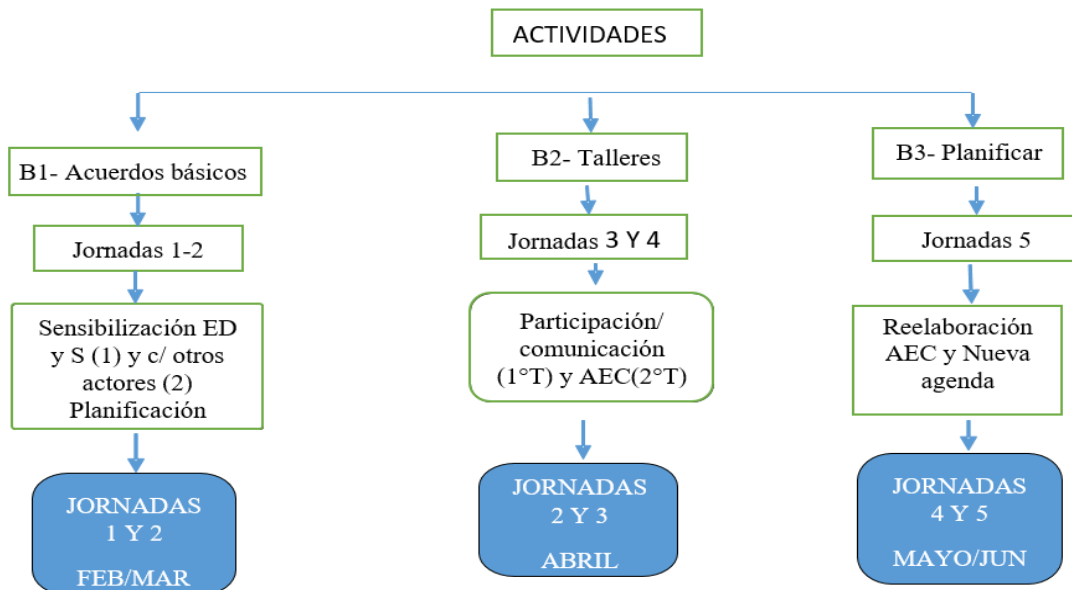 ACTIVIDADES
B1- Acuerdos básicos
Jornadas 1-2
Sensibilización ED
y S (1) y c/ otros
actores (2)
Planificación
JORNADAS
1 Y 2
FEB/MAR
B2- Talleres
Jornadas 3 Y 4
Participación/
comunicación
(1°T) y AEC(2°T)
JORNADAS
2 Y 3
ABRIL
B3- Planificar
Jornadas 5
Reelaboración
AEC y Nueva
agenda
JORNADAS
4 Y 5
MAYO/JUN